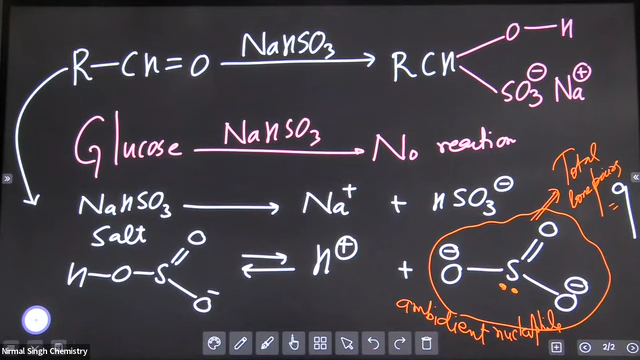 R-CH=O NaHSO3 → RCH O-H
SO3⊖ Na⊕
Glucose NaHSO3 → No reaction
NaHSO3 → Na+ + HSO3⊖
Salt
H-O-S=O O- ⇌ H⊕ + ⊖O-S=O O⊖
Total
lone pairs
= 9
ambident nucleophile
Nirmal Singh Chemistry
2/2